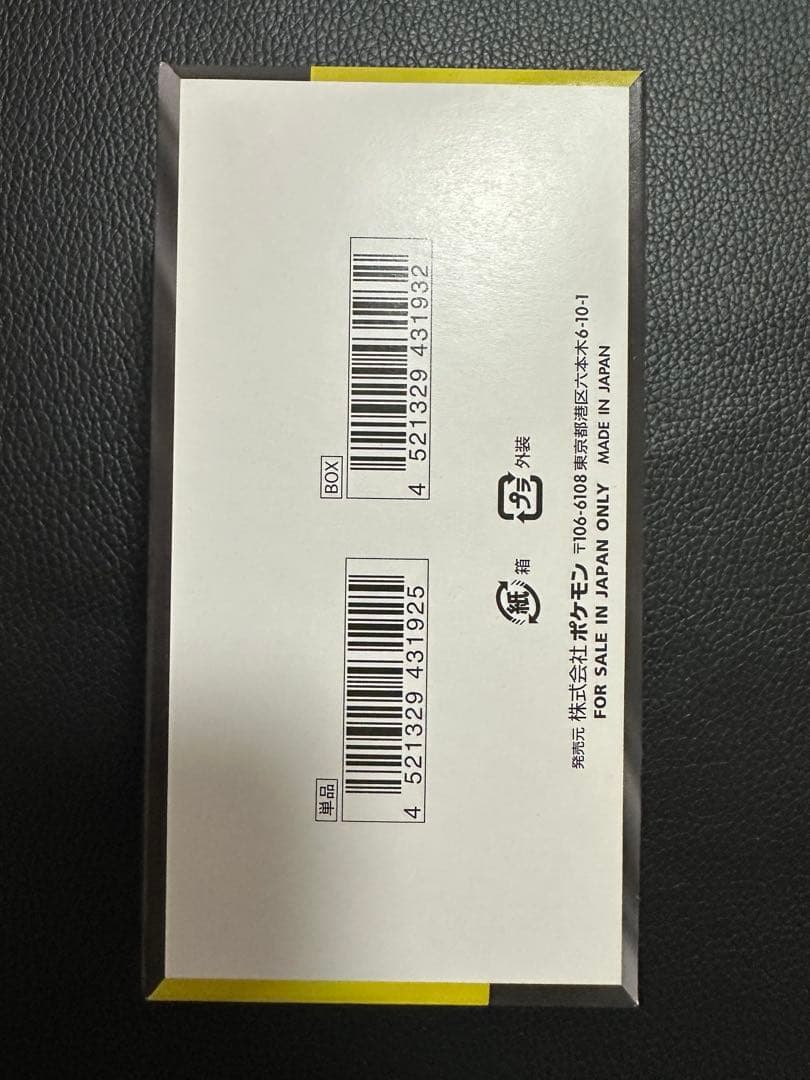 単品
4 521329 431925
BOX
4 521329 431932
紙 箱
プラ 外装
発売元 株式会社 ポケモン 〒106-6108 東京都港区六本木6-10-1
FOR SALE IN JAPAN ONLY MADE IN JAPAN